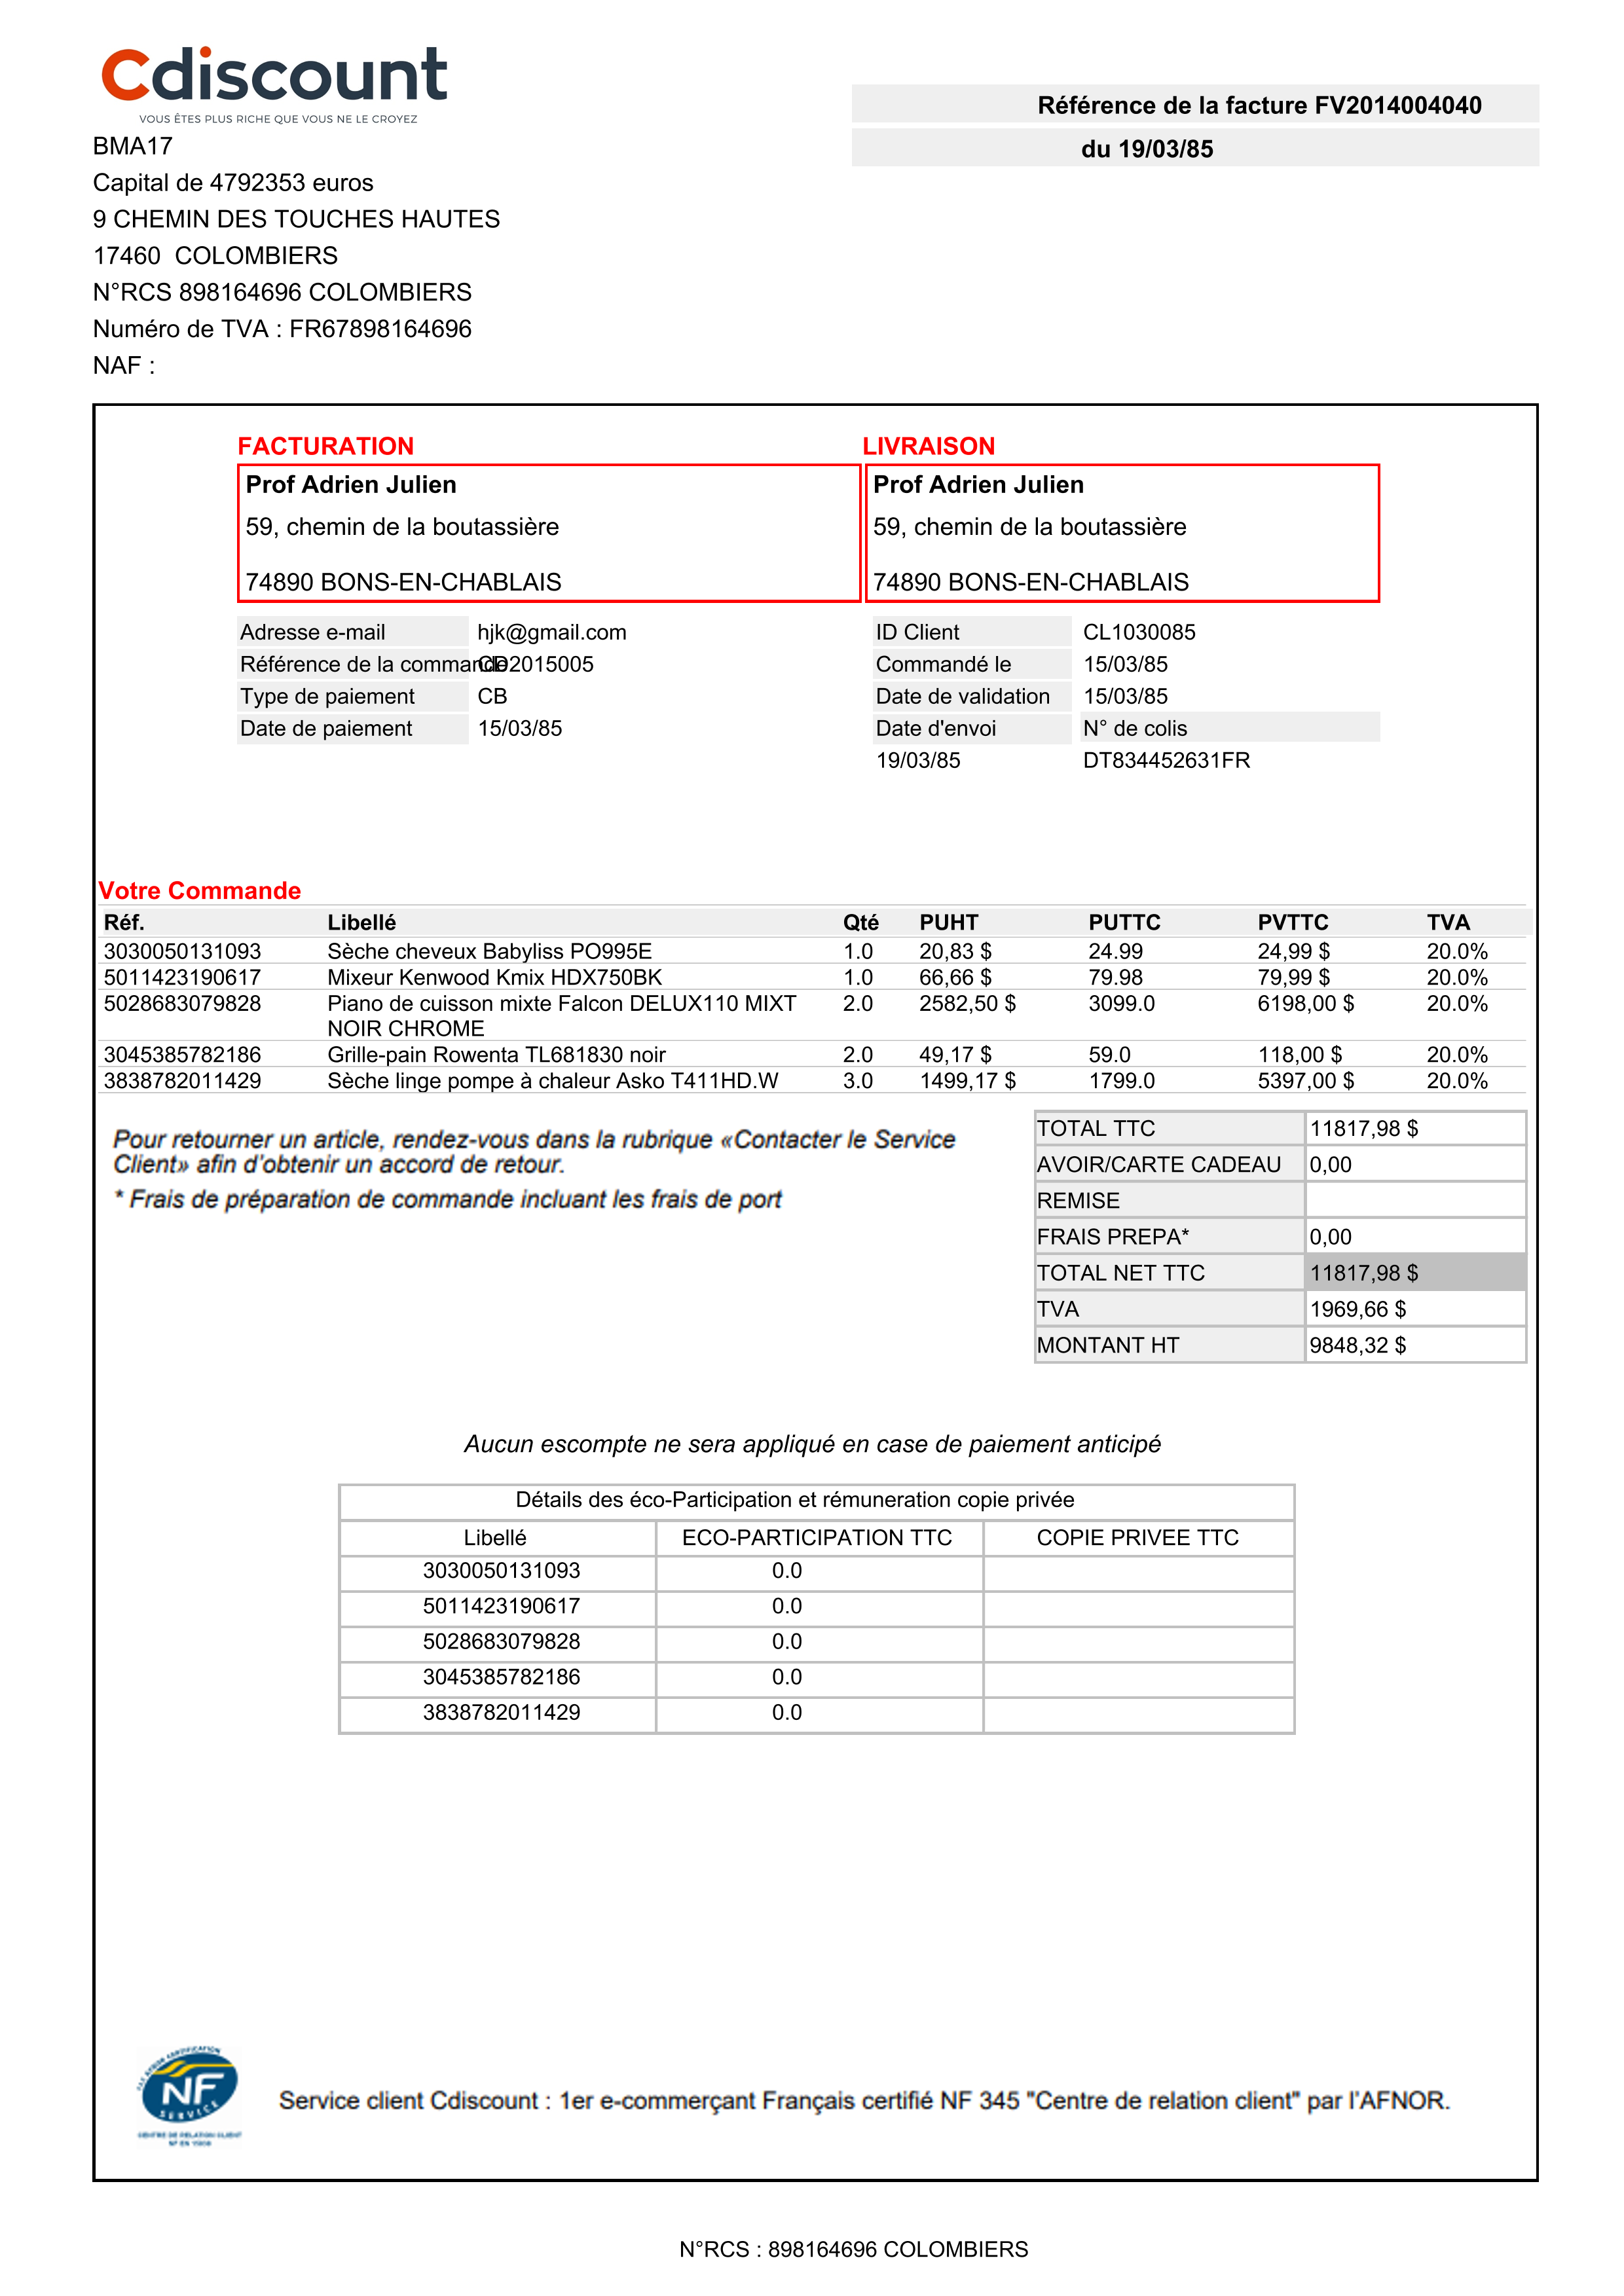 Cdiscount
VOUS ÊTES PLUS RICHE QUE VOUS NE LE CROYEZ
Référence de la facture FV2014004040
du 19/03/85
BMA17
Capital de 4792353 euros
9 CHEMIN DES TOUCHES HAUTES
17460  COLOMBIERS
N°RCS 898164696 COLOMBIERS
Numéro de TVA : FR67898164696
NAF :
FACTURATION LIVRAISON
Prof Adrien Julien Prof Adrien Julien
59, chemin de la boutassière 59, chemin de la boutassière
74890 BONS-EN-CHABLAIS 74890 BONS-EN-CHABLAIS
Adresse e-mail hjk@gmail.com ID Client CL1030085
Référence de la commande CD2015005 Commandé le 15/03/85
Type de paiement CB Date de validation 15/03/85
Date de paiement 15/03/85 Date d'envoi N° de colis
19/03/85 DT834452631FR
Votre Commande
Réf. Libellé Qté PUHT PUTTC PVTTC TVA
3030050131093 Sèche cheveux Babyliss PO995E 1.0 20,83 $ 24.99 24,99 $ 20.0%
5011423190617 Mixeur Kenwood Kmix HDX750BK 1.0 66,66 $ 79.98 79,99 $ 20.0%
5028683079828 Piano de cuisson mixte Falcon DELUX110 MIXT 2.0 2582,50 $ 3099.0 6198,00 $ 20.0%
NOIR CHROME
3045385782186 Grille-pain Rowenta TL681830 noir 2.0 49,17 $ 59.0 118,00 $ 20.0%
3838782011429 Sèche linge pompe à chaleur Asko T411HD.W 3.0 1499,17 $ 1799.0 5397,00 $ 20.0%
Pour retourner un article, rendez-vous dans la rubrique «Contacter le Service
Client» afin d'obtenir un accord de retour.
* Frais de préparation de commande incluant les frais de port
TOTAL TTC 11817,98 $
AVOIR/CARTE CADEAU 0,00
REMISE
FRAIS PREPA* 0,00
TOTAL NET TTC 11817,98 $
TVA 1969,66 $
MONTANT HT 9848,32 $
Aucun escompte ne sera appliqué en case de paiement anticipé
Détails des éco-Participation et rémuneration copie privée
Libellé ECO-PARTICIPATION TTC COPIE PRIVEE TTC
3030050131093 0.0
5011423190617 0.0
5028683079828 0.0
3045385782186 0.0
3838782011429 0.0
NF
SERVICE
CENTRE DE RELATION CLIENT
Service client Cdiscount : 1er e-commerçant Français certifié NF 345 "Centre de relation client" par l'AFNOR.
N°RCS : 898164696 COLOMBIERS